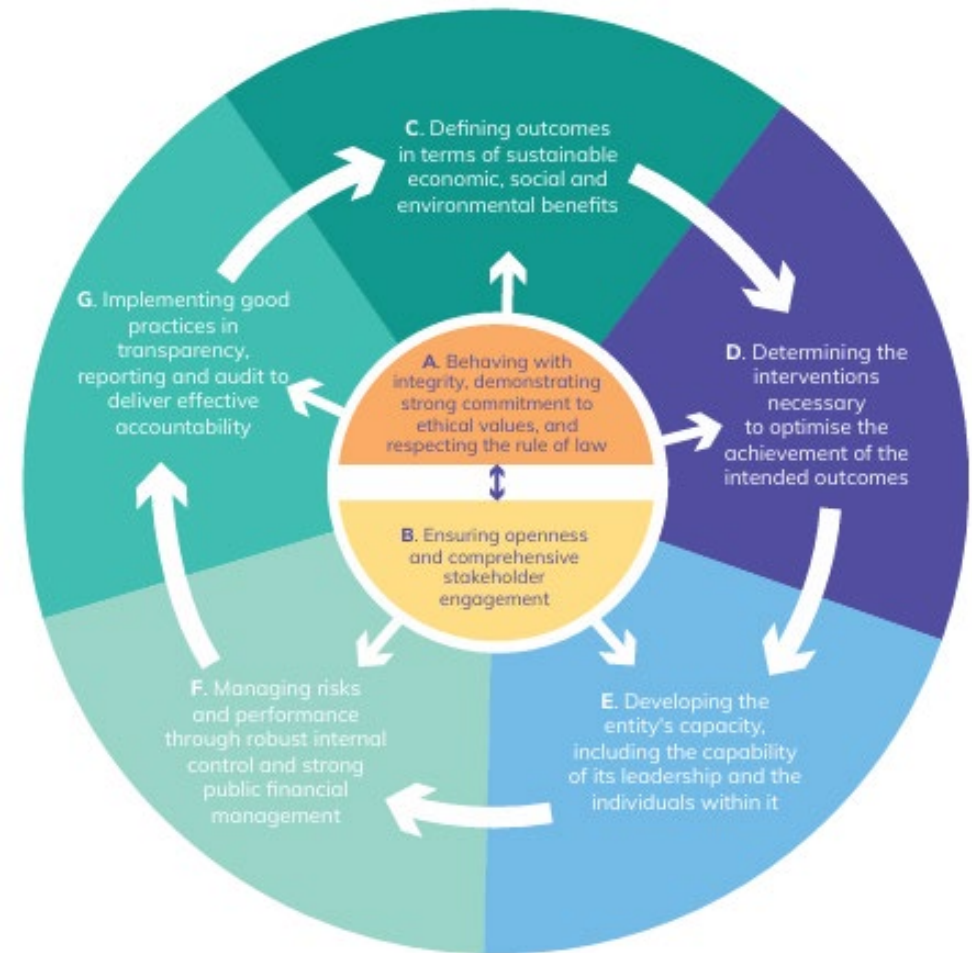 C. Defining outcomes
in terms of sustainable
economic, social and
environmental benefits
G. Implementing good
practices in
transparency,
reporting and audit to
deliver effective
accountability
A. Behaving with
integrity, demonstrating
strong commitment to
ethical values, and
respecting the rule of law
D. Determining the
interventions
necessary
to optimise the
achievement of the
intended outcomes
B. Ensuring openness
and comprehensive
stakeholder
engagement
F. Managing risks
and performance
through robust internal
control and strong
public financial
management
E. Developing the
entity's capacity,
including the capability
of its leadership and the
individuals within it